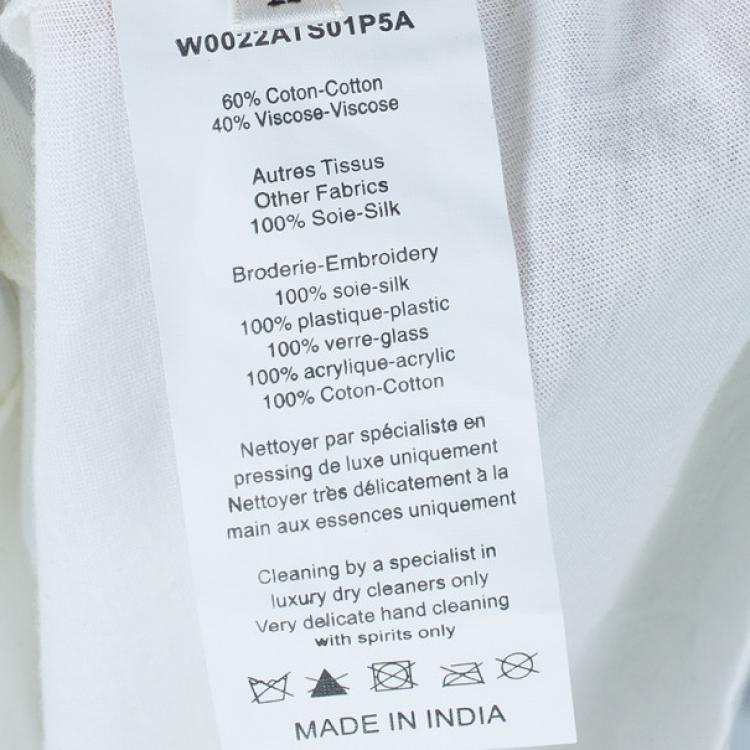 W0022ATS01P5A
60% Coton-Cotton
40% Viscose-Viscose
Autres Tissus
Other Fabrics
100% Soie-Silk
Broderie-Embroidery
100% soie-silk
100% plastique-plastic
100% verre-glass
100% acrylique-acrylic
100% Coton-Cotton
Nettoyer par spécialiste en
pressing de luxe uniquement
Nettoyer très délicatement à la
main aux essences uniquement
Cleaning by a specialist in
luxury dry cleaners only
Very delicate hand cleaning
with spirits only
MADE IN INDIA